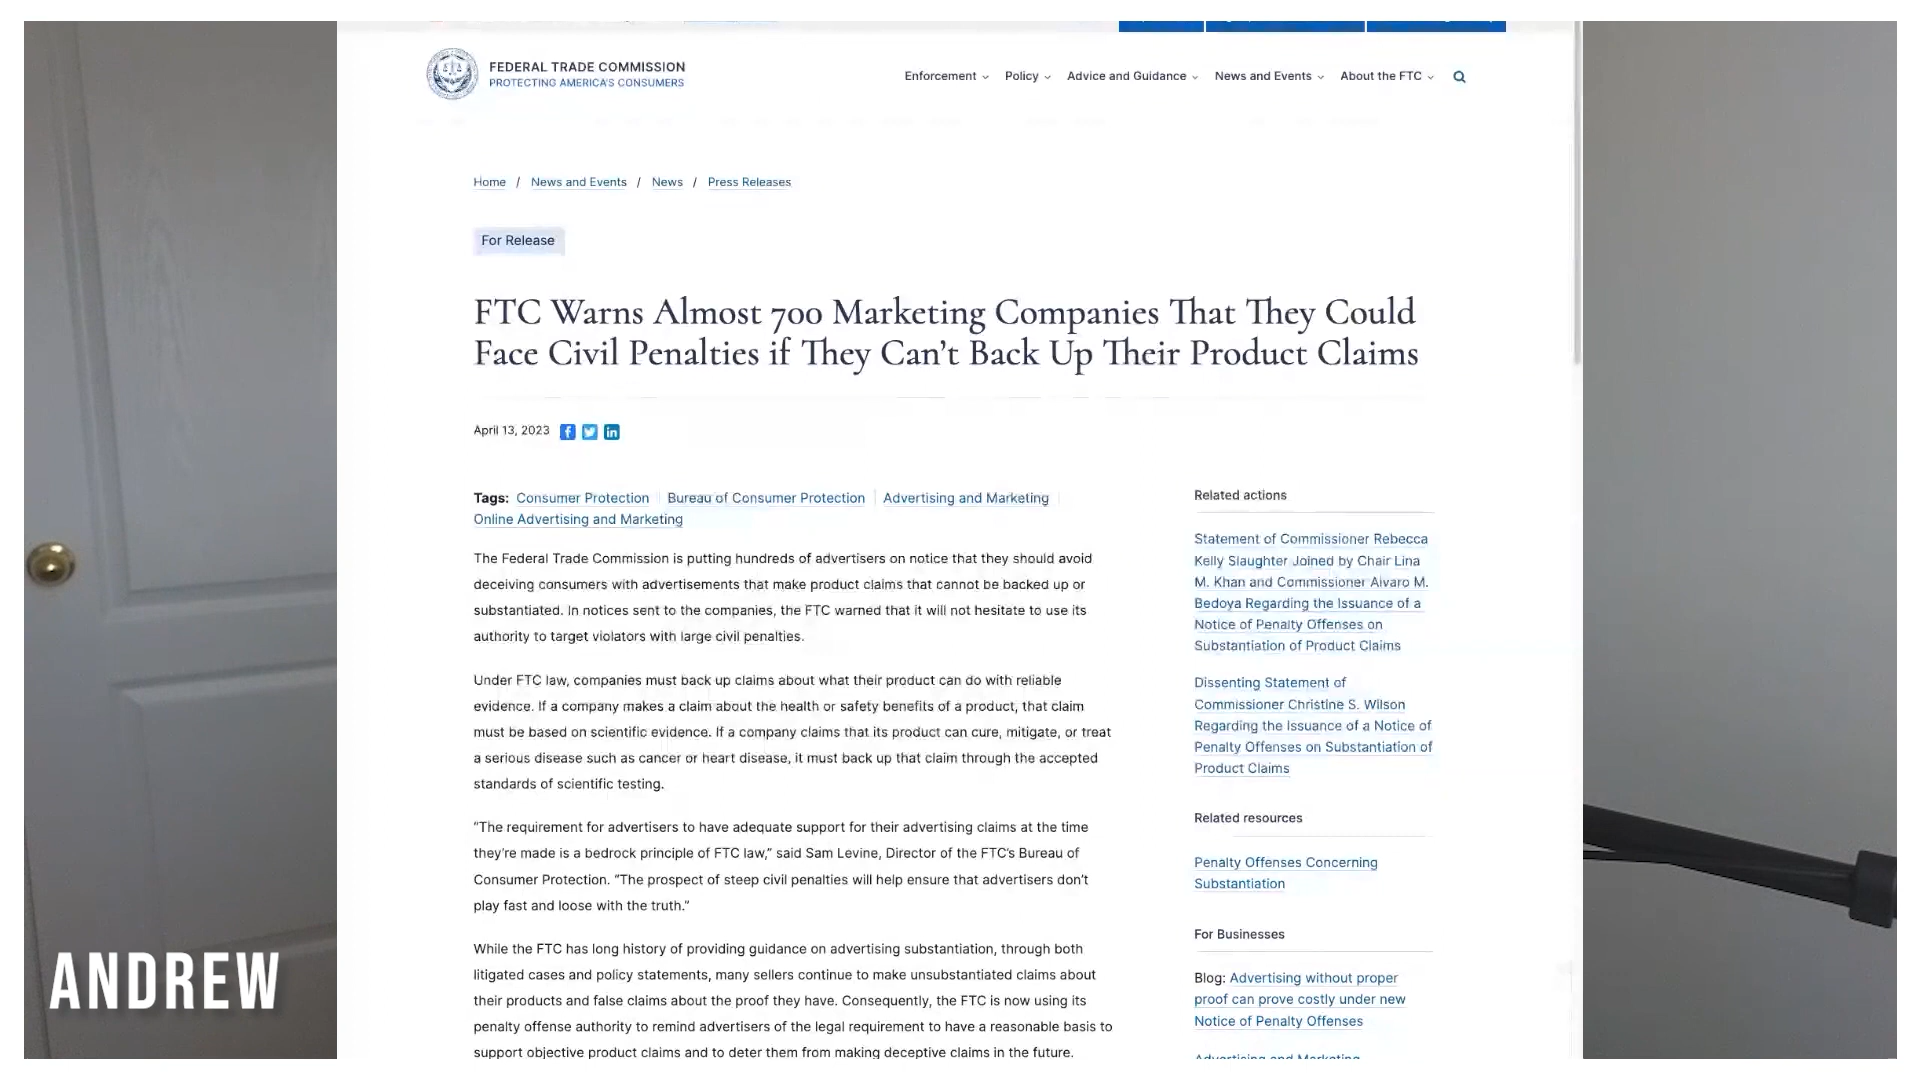 FEDERAL TRADE COMMISSION
PROTECTING AMERICA'S CONSUMERS
Enforcement Policy Advice and Guidance News and Events About the FTC
Home / News and Events / News / Press Releases
For Release
FTC Warns Almost 700 Marketing Companies That They Could
Face Civil Penalties if They Can't Back Up Their Product Claims
April 13, 2023
Tags: Consumer Protection Bureau of Consumer Protection Advertising and Marketing
Online Advertising and Marketing
The Federal Trade Commission is putting hundreds of advertisers on notice that they should avoid
deceiving consumers with advertisements that make product claims that cannot be backed up or
substantiated. In notices sent to the companies, the FTC warned that it will not hesitate to use its
authority to target violators with large civil penalties.
Under FTC law, companies must back up claims about what their product can do with reliable
evidence. If a company makes a claim about the health or safety benefits of a product, that claim
must be based on scientific evidence. If a company claims that its product can cure, mitigate, or treat
a serious disease such as cancer or heart disease, it must back up that claim through the accepted
standards of scientific testing.
“The requirement for advertisers to have adequate support for their advertising claims at the time
they’re made is a bedrock principle of FTC law,” said Sam Levine, Director of the FTC’s Bureau of
Consumer Protection. “The prospect of steep civil penalties will help ensure that advertisers don’t
play fast and loose with the truth.”
While the FTC has long history of providing guidance on advertising substantiation, through both
litigated cases and policy statements, many sellers continue to make unsubstantiated claims about
their products and false claims about the proof they have. Consequently, the FTC is now using its
penalty offense authority to remind advertisers of the legal requirement to have a reasonable basis to
support objective product claims and to deter them from making deceptive claims in the future.
Related actions
Statement of Commissioner Rebecca
Kelly Slaughter Joined by Chair Lina
M. Khan and Commissioner Alvaro M.
Bedoya Regarding the Issuance of a
Notice of Penalty Offenses on
Substantiation of Product Claims
Dissenting Statement of
Commissioner Christine S. Wilson
Regarding the Issuance of a Notice of
Penalty Offenses on Substantiation of
Product Claims
Related resources
Penalty Offenses Concerning
Substantiation
For Businesses
Blog: Advertising without proper
proof can prove costly under new
Notice of Penalty Offenses
Advertising and Marketing
ANDREW